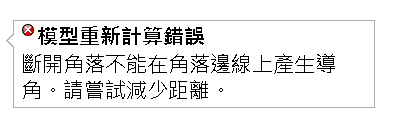 模型重新計算錯誤
斷開角落不能在角落邊線上產生導
角。請嘗試減少距離。